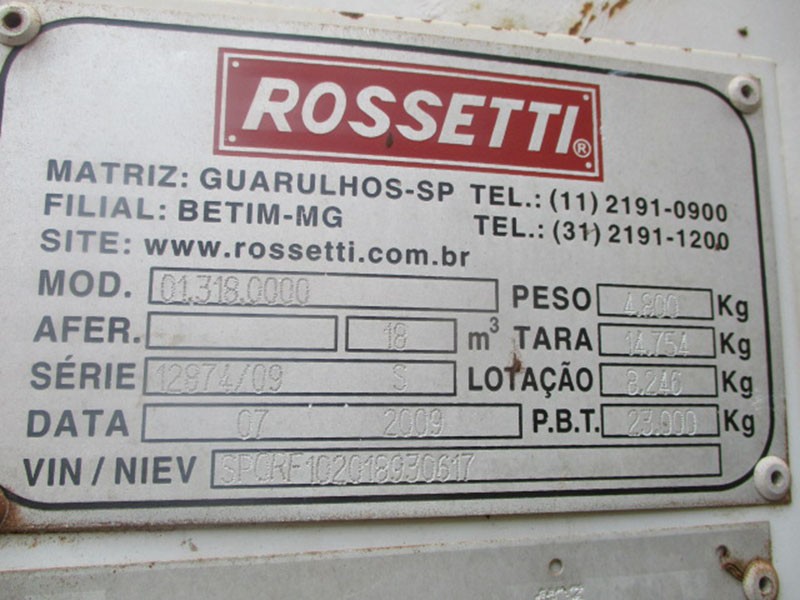 ROSSETTI®
MATRIZ: GUARULHOS-SP TEL.: (11) 2191-0900
FILIAL: BETIM-MG TEL.: (31) 2191-1200
SITE: www.rossetti.com.br
MOD. 01.318.0000 PESO 4.800 Kg
AFER. 18 m³ TARA 14.754 Kg
SÉRIE 12874/09 S LOTAÇÃO 8.246 Kg
DATA 07 2009 P.B.T. 23.000 Kg
VIN / NIEV